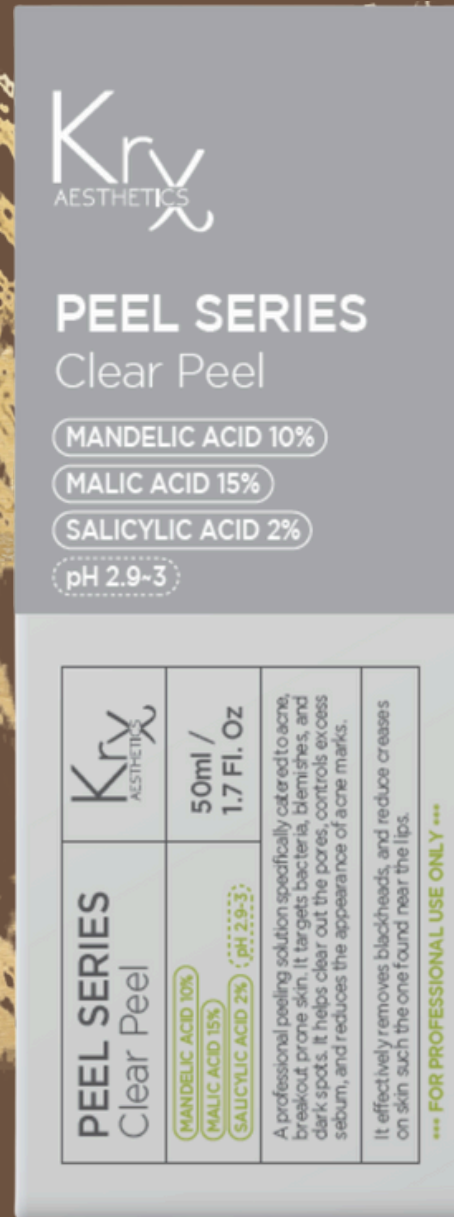 Krx
AESTHETICS
PEEL SERIES
Clear Peel
MANDELIC ACID 10%
MALIC ACID 15%
SALICYLIC ACID 2%
pH 2.9~3
PEEL SERIES
Clear Peel
Krx
AESTHETICS
MANDELIC ACID 10%
MALIC ACID 15%
SALICYLIC ACID 2%
pH 2.9-3
50ml /
1.7 Fl. Oz
A professional peeling solution specifically catered to acne,
breakout prone skin. It targets bacteria, blemishes, and
dark spots. It helps clear out the pores, controls excess
sebum, and reduces the appearance of acne marks.
It effectively removes blackheads, and reduce creases
on skin such the one found near the lips.
*** FOR PROFESSIONAL USE ONLY ***